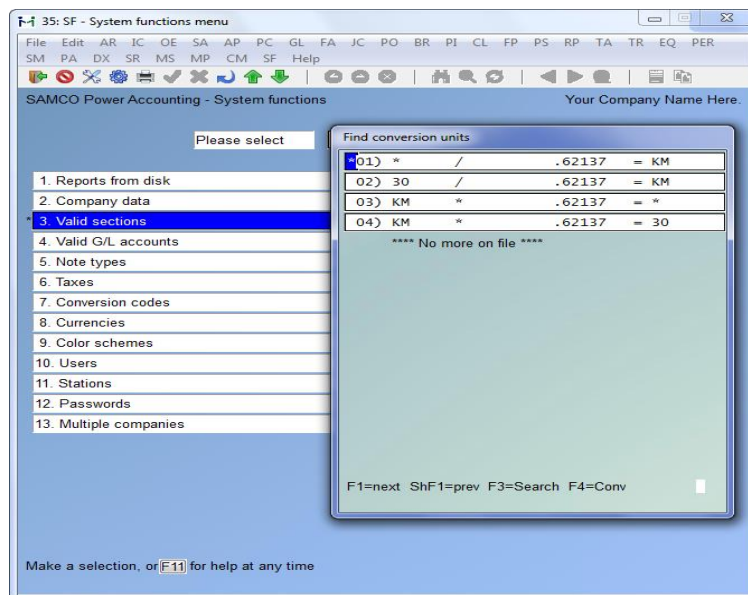 35: SF - System functions menu
File Edit AR IC OE SA AP PC GL FA JC PO BR PI CL FP PS RP TA TR EQ PER
SM PA DX SR MS MP CM SF Help
SAMCO Power Accounting - System functions Your Company Name Here.
Please select
1. Reports from disk
2. Company data
* 3. Valid sections
4. Valid G/L accounts
5. Note types
6. Taxes
7. Conversion codes
8. Currencies
9. Color schemes
10. Users
11. Stations
12. Passwords
13. Multiple companies
Find conversion units
*01) * / .62137 = KM
02) 30 / .62137 = KM
03) KM * .62137 = *
04) KM * .62137 = 30
**** No more on file ****
F1=next ShF1=prev F3=Search F4=Conv
Make a selection, or F11 for help at any time